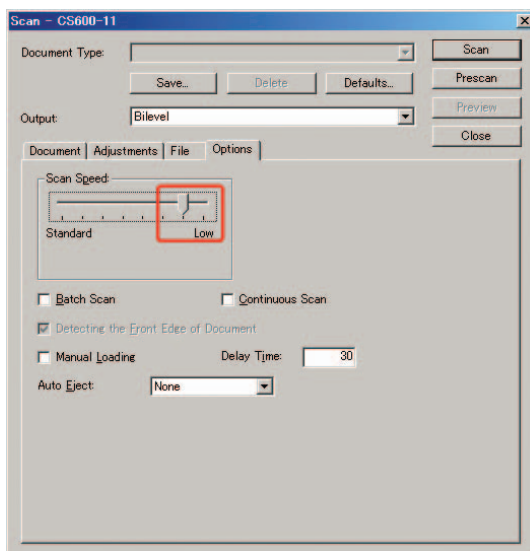 Scan - CS600-11
Document Type:
Scan
Save...
Delete
Defaults...
Prescan
Output:
Bilevel
Preview
Close
Document
Adjustments
File
Options
Scan Speed:
Standard
Low
Batch Scan
Continuous Scan
Detecting the Front Edge of Document
Manual Loading
Delay Time:
30
Auto Eject:
None